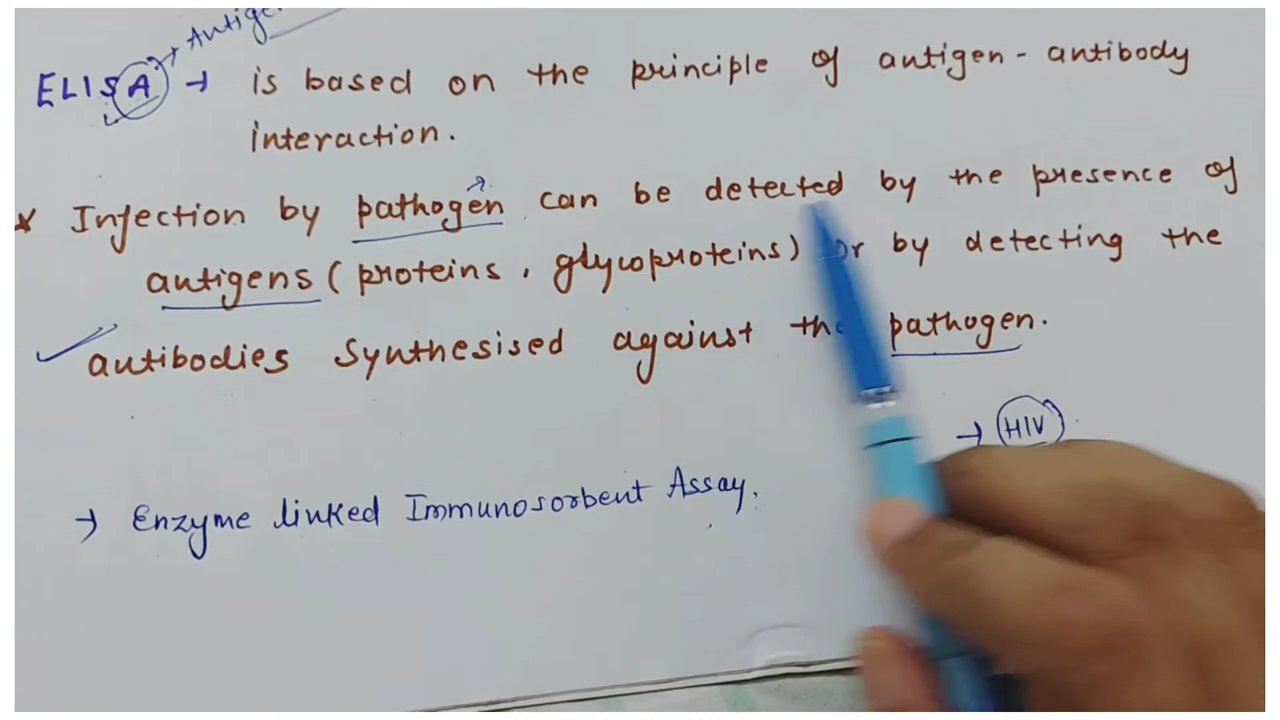 ELISA → is based on the principle of antigen - antibody
interaction.
* Injection by pathogen can be detected by the presence of
antigens (proteins, glycoproteins) or by detecting the
antibodies synthesised against the pathogen.
→ HIV
→ Enzyme linked Immunosorbent Assay,